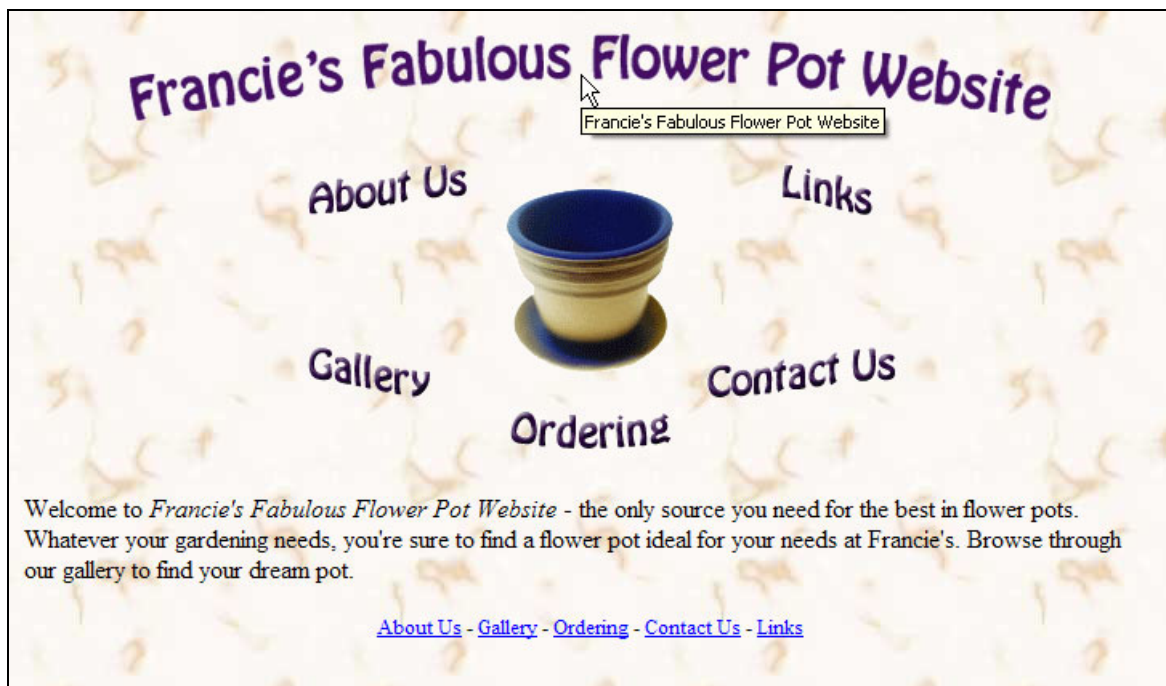 Francie's Fabulous Flower Pot Website
Francie's Fabulous Flower Pot Website
About Us
Links
Gallery
Contact Us
Ordering
Welcome to Francie's Fabulous Flower Pot Website - the only source you need for the best in flower pots.
Whatever your gardening needs, you're sure to find a flower pot ideal for your needs at Francie's. Browse through
our gallery to find your dream pot.
About Us - Gallery - Ordering - Contact Us - Links